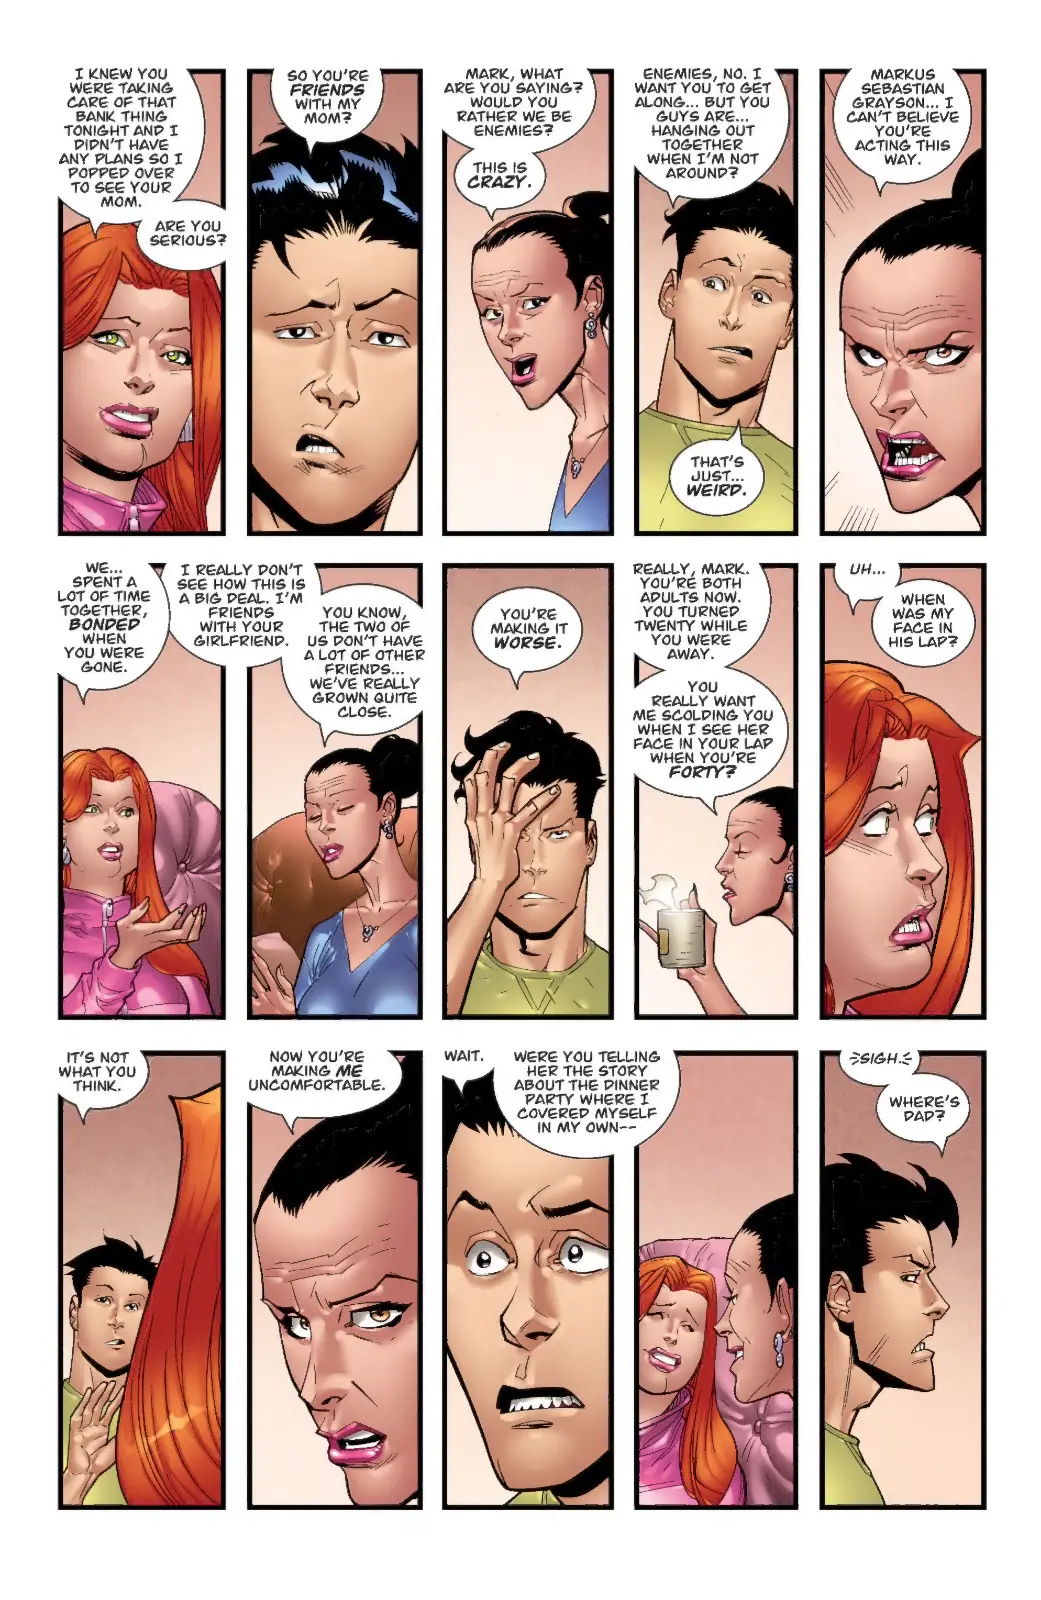 I KNEW YOU
WERE TAKING
CARE OF THAT
BANK THING
TONIGHT AND I
DIDN'T HAVE
ANY PLANS SO I
POPPED OVER
TO SEE YOUR
MOM.
ARE YOU
SERIOUS?
SO YOU'RE
FRIENDS
WITH MY
MOM?
MARK, WHAT
ARE YOU SAYING?
WOULD YOU
RATHER WE BE
ENEMIES?
THIS IS
CRAZY.
ENEMIES, NO. I
WANT YOU TO GET
ALONG... BUT YOU
GUYS ARE...
HANGING OUT
TOGETHER
WHEN I'M NOT
AROUND?
THAT'S
JUST...
WEIRD.
MARKUS
SEBASTIAN
GRAYSON... I
CAN'T BELIEVE
YOU'RE
ACTING THIS
WAY.
WE...
SPENT A
LOT OF TIME
TOGETHER,
BONDED
WHEN
YOU WERE
GONE.
I REALLY DON'T
SEE HOW THIS IS
A BIG DEAL. I'M
FRIENDS
WITH YOUR
GIRLFRIEND.
YOU KNOW,
THE TWO OF
US DON'T HAVE
A LOT OF OTHER
FRIENDS...
WE'VE REALLY
GROWN QUITE
CLOSE.
YOU'RE
MAKING IT
WORSE.
REALLY, MARK.
YOU'RE BOTH
ADULTS NOW.
YOU TURNED
TWENTY WHILE
YOU WERE
AWAY.
YOU
REALLY WANT
ME SCOLDING YOU
WHEN I SEE HER
FACE IN YOUR LAP
WHEN YOU'RE
FORTY?
UH...
WHEN
WAS MY
FACE IN
HIS LAP?
IT'S NOT
WHAT YOU
THINK.
NOW YOU'RE
MAKING ME
UNCOMFORTABLE.
WAIT.
WERE YOU TELLING
HER THE STORY
ABOUT THE DINNER
PARTY WHERE I
COVERED MYSELF
IN MY OWN--
SIGH.
WHERE'S
DAD?